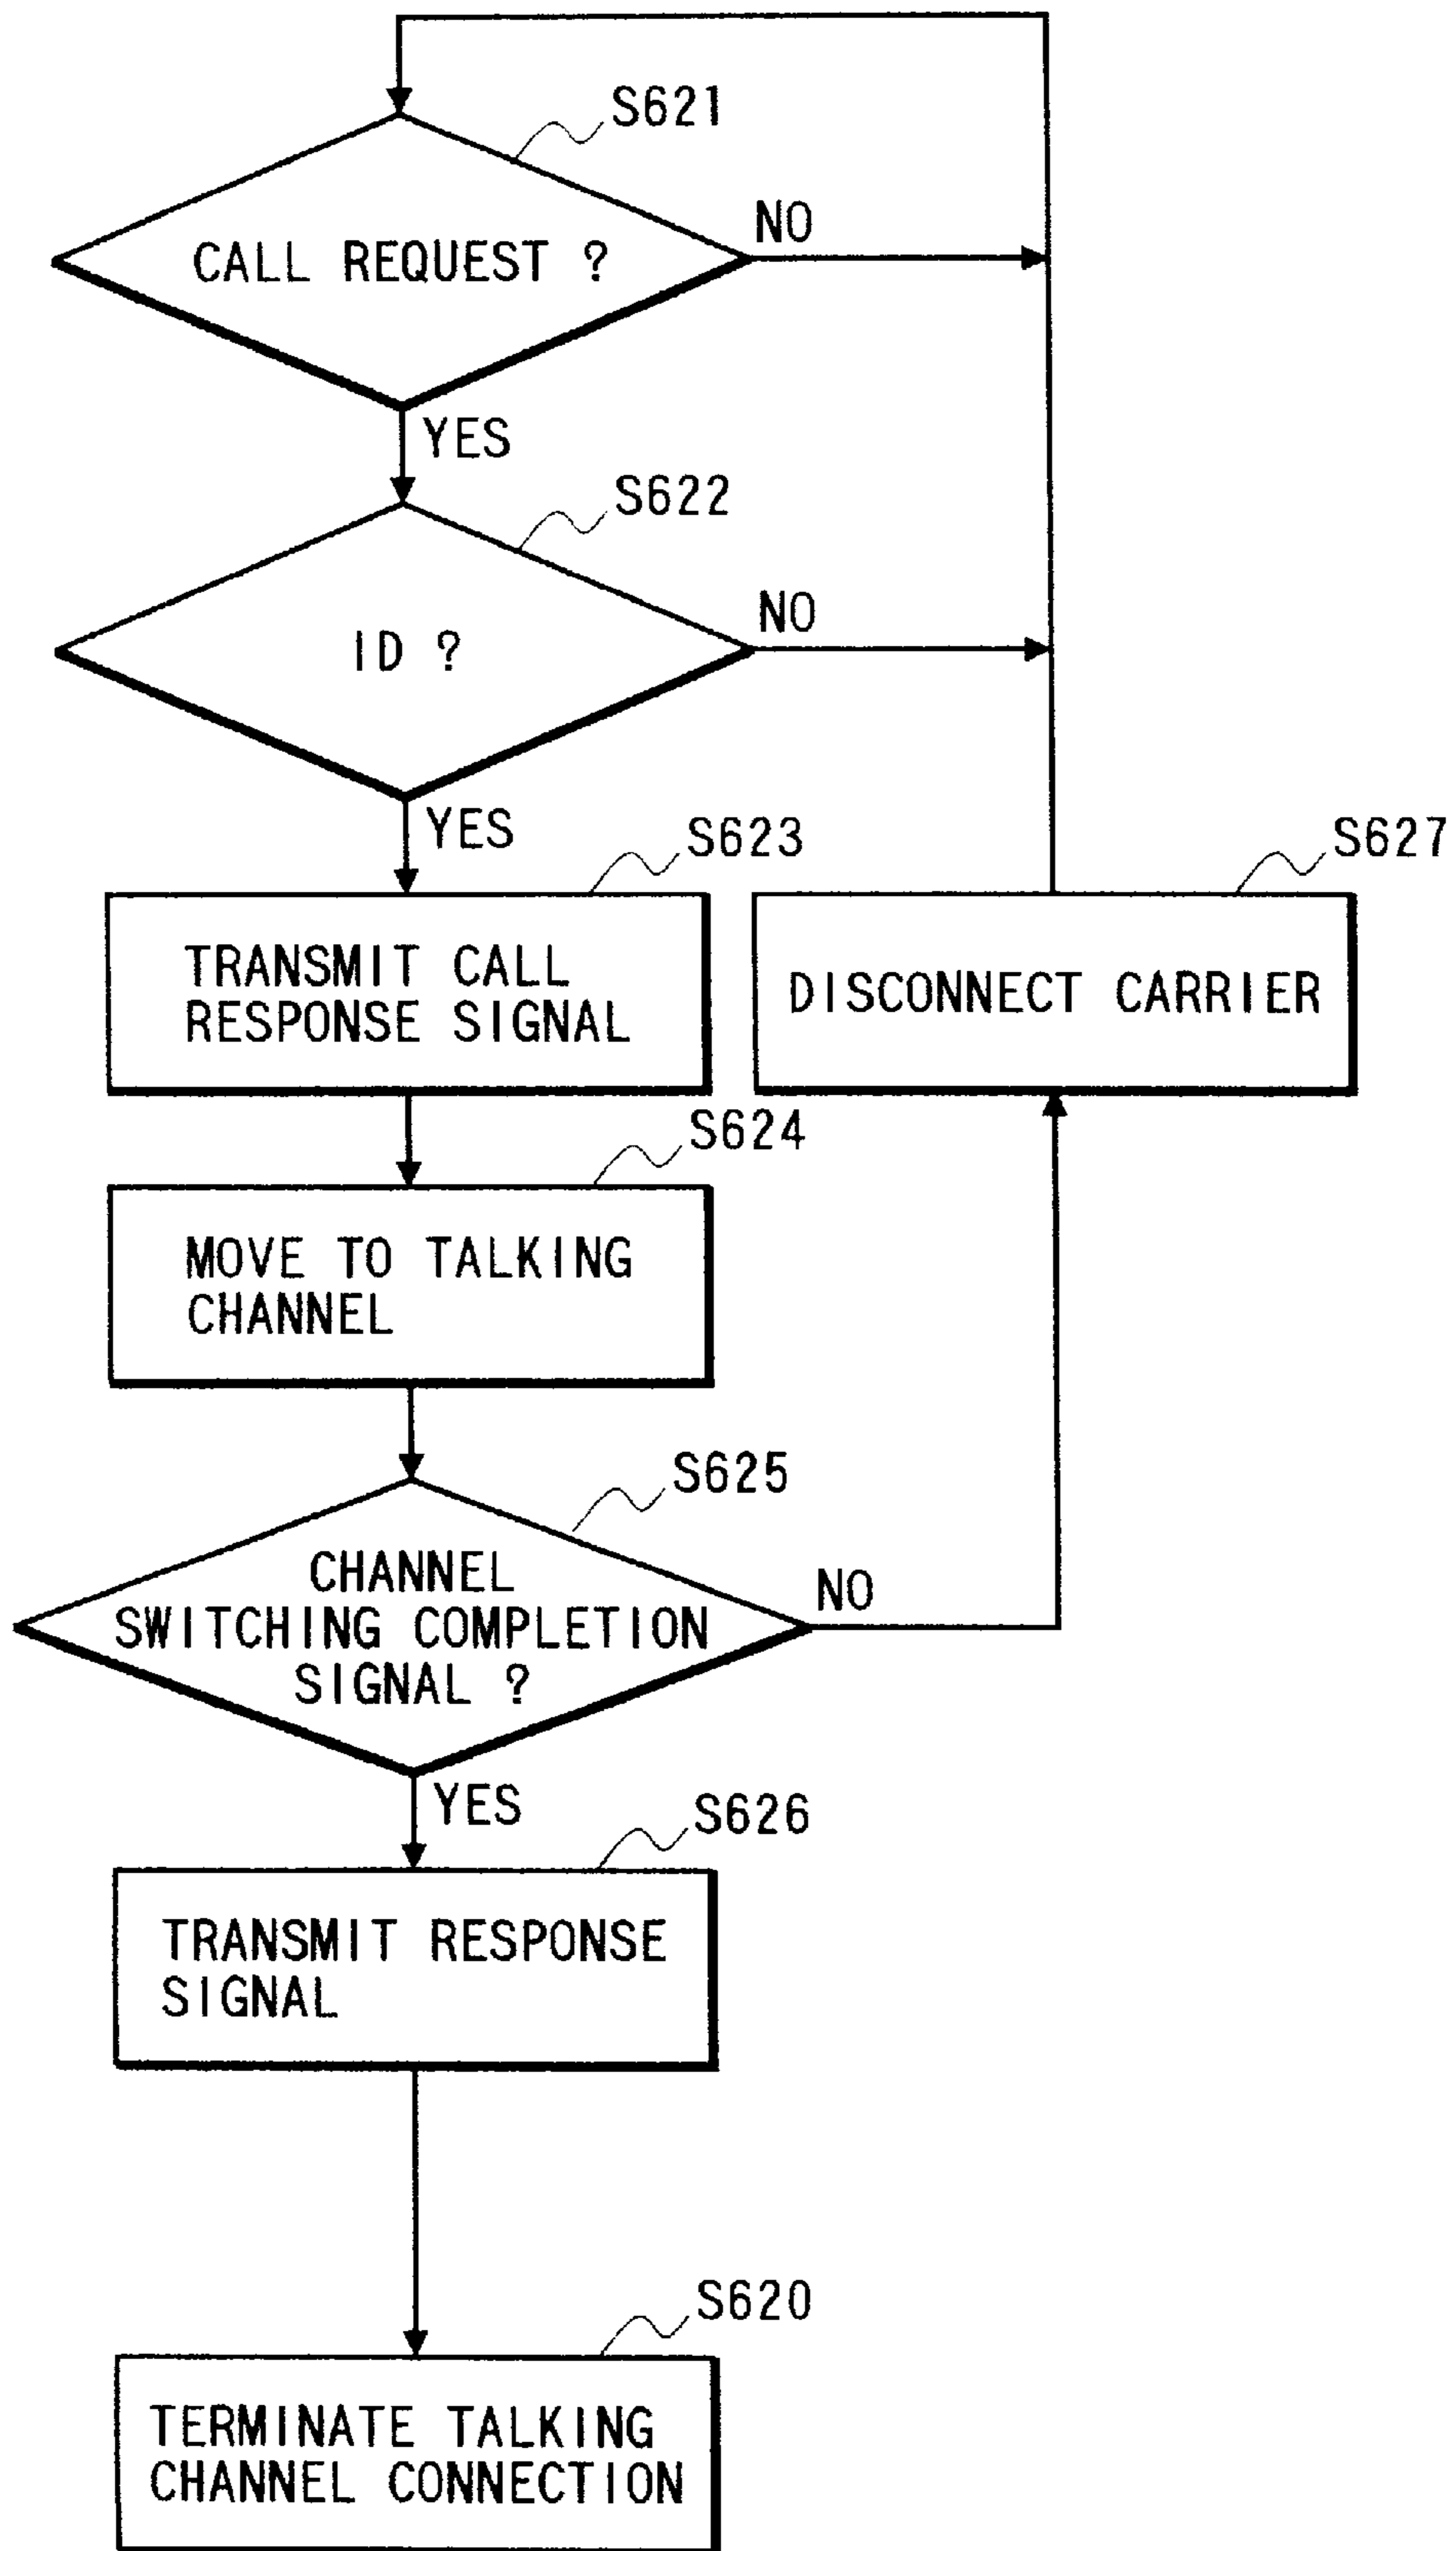 S621
CALL REQUEST ?
NO
YES
S622
ID ?
NO
YES
S623
TRANSMIT CALL
RESPONSE SIGNAL
S627
DISCONNECT CARRIER
S624
MOVE TO TALKING
CHANNEL
S625
CHANNEL
SWITCHING COMPLETION
SIGNAL ?
NO
YES
S626
TRANSMIT RESPONSE
SIGNAL
S620
TERMINATE TALKING
CHANNEL CONNECTION